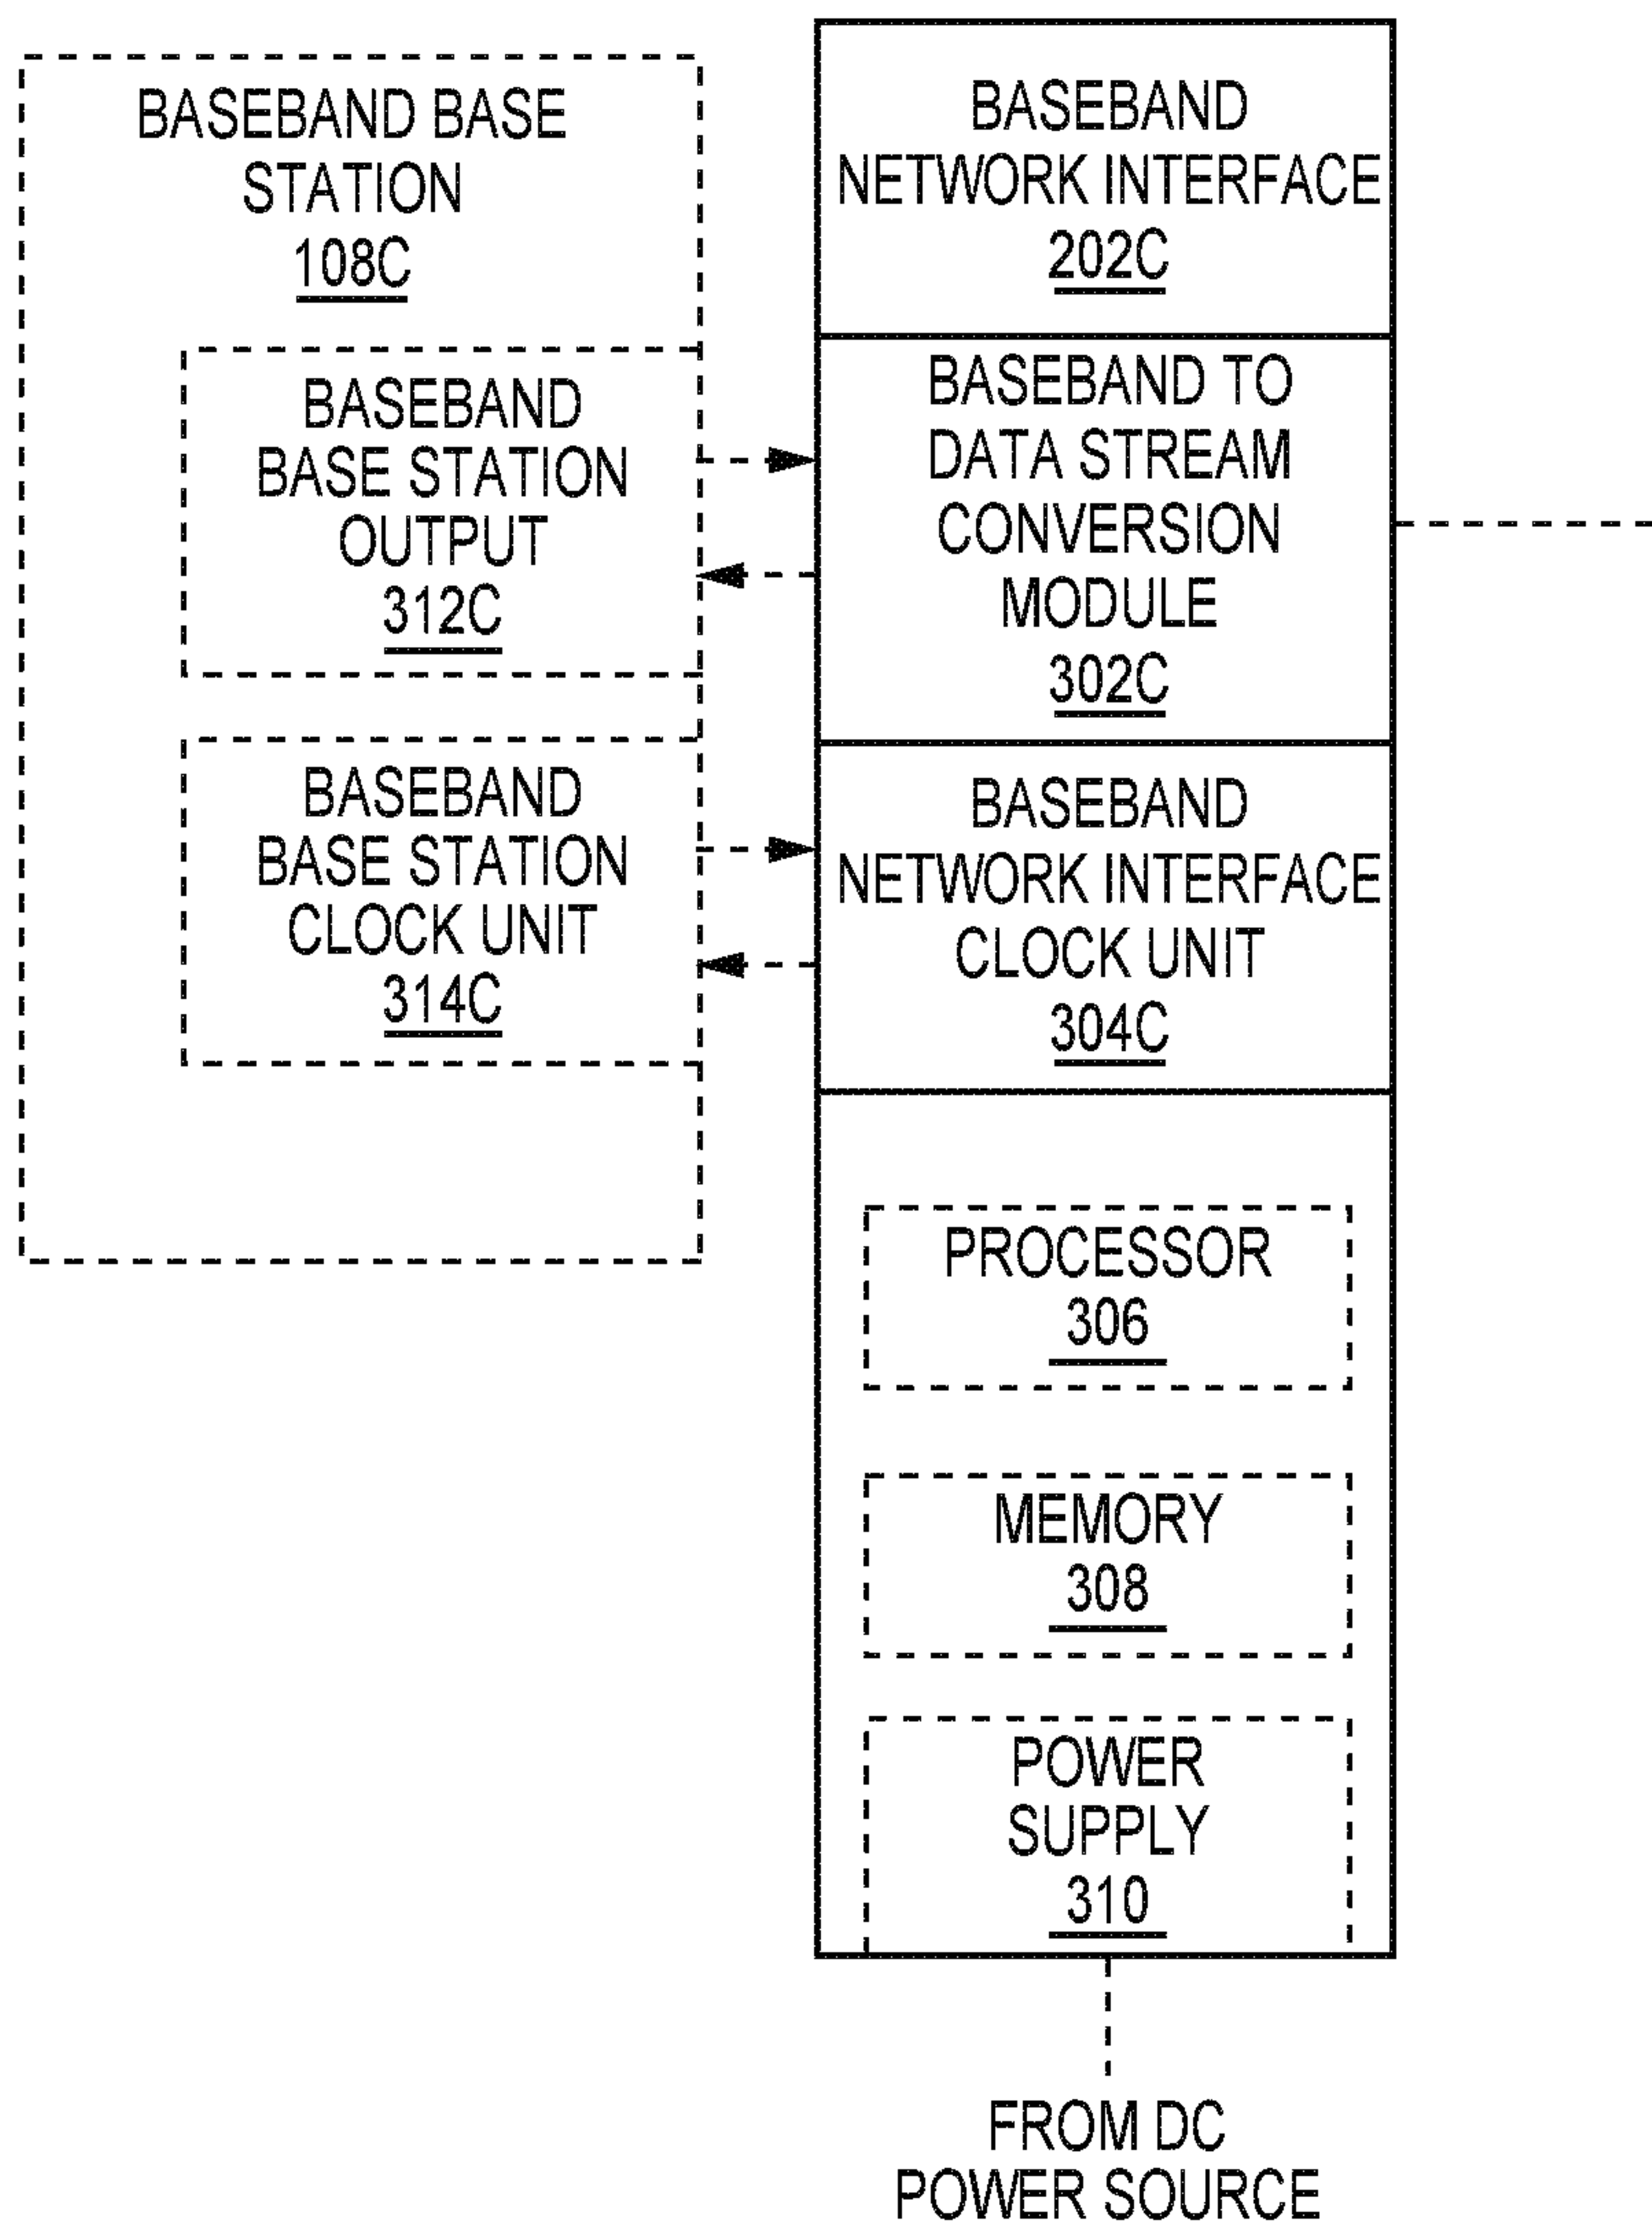 BASEBAND BASE
STATION
108C
BASEBAND
BASE STATION
OUTPUT
312C
BASEBAND
BASE STATION
CLOCK UNIT
314C
BASEBAND
NETWORK INTERFACE
202C
BASEBAND TO
DATA STREAM
CONVERSION
MODULE
302C
BASEBAND
NETWORK INTERFACE
CLOCK UNIT
304C
PROCESSOR
306
MEMORY
308
POWER
SUPPLY
310
FROM DC
POWER SOURCE